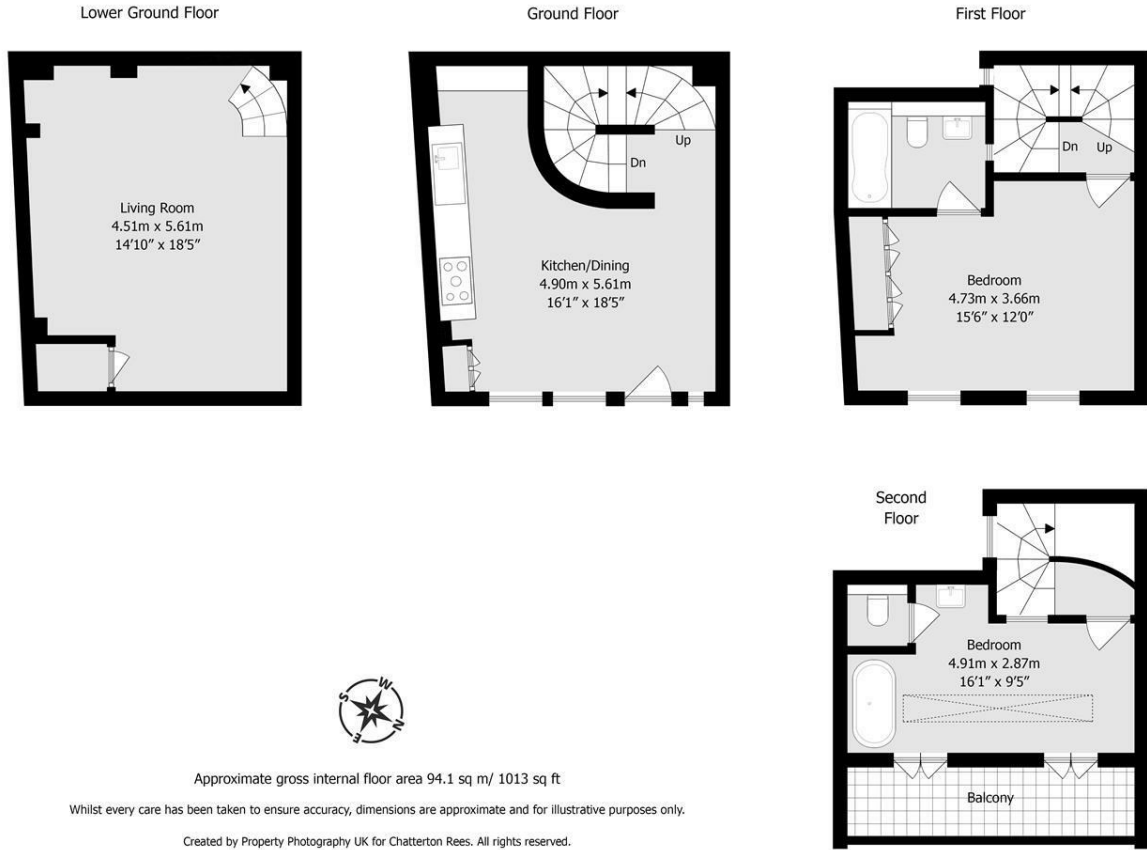 Lower Ground Floor
Living Room
4.51m x 5.61m
14'10" x 18'5"
Ground Floor
Up
Dn
Kitchen/Dining
4.90m x 5.61m
16'1" x 18'5"
First Floor
Dn Up
Bedroom
4.73m x 3.66m
15'6" x 12'0"
Second
Floor
Bedroom
4.91m x 2.87m
16'1" x 9'5"
Balcony
S W
E N
Approximate gross internal floor area 94.1 sq m/ 1013 sq ft
Whilst every care has been taken to ensure accuracy, dimensions are approximate and for illustrative purposes only.
Created by Property Photography UK for Chatterton Rees. All rights reserved.